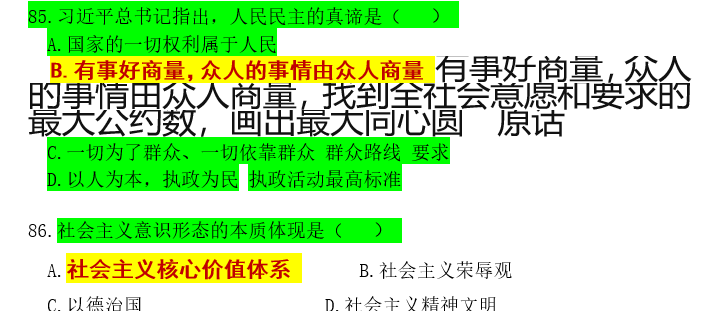 85.习近平总书记指出，人民民主的真谛是（  ）
A.国家的一切权利属于人民
B.有事好商量,众人的事情由众人商量 有事好商量,众人
的事情由众人商量，找到全社会意愿和要求的
最大公约数，画出最大同心圆 原话
C.一切为了群众、一切依靠群众 群众路线 要求
D.以人为本，执政为民 执政活动最高标准
86.社会主义意识形态的本质体现是（  ）
A.社会主义核心价值体系 B.社会主义荣辱观
C.以德治国 D.社会主义精神文明